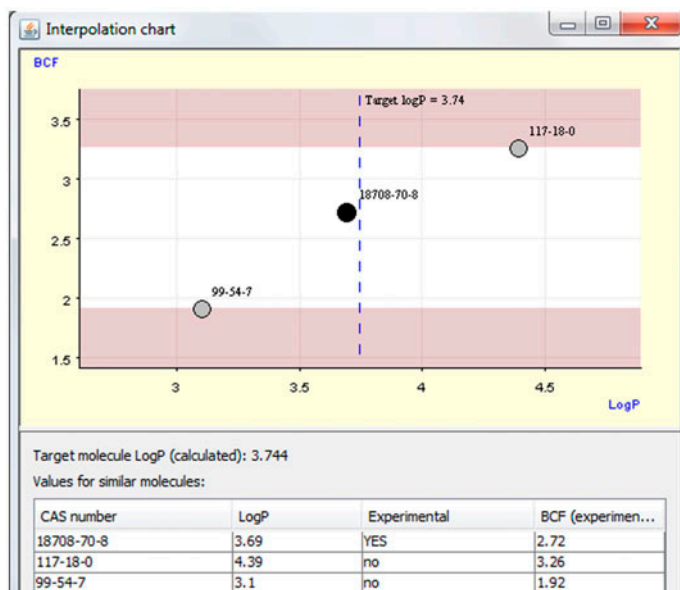 Interpolation chart
BCF
Target logP = 3.74
3.5
117-18-0
3
18708-70-8
2.5
99-54-7
2
1.5
3
3.5
4
4.5
LogP
Target molecule LogP (calculated): 3.744
Values for similar molecules:
CAS number LogP Experimental BCF (experimen...
18708-70-8 3.69 YES 2.72
117-18-0 4.39 no 3.26
99-54-7 3.1 no 1.92